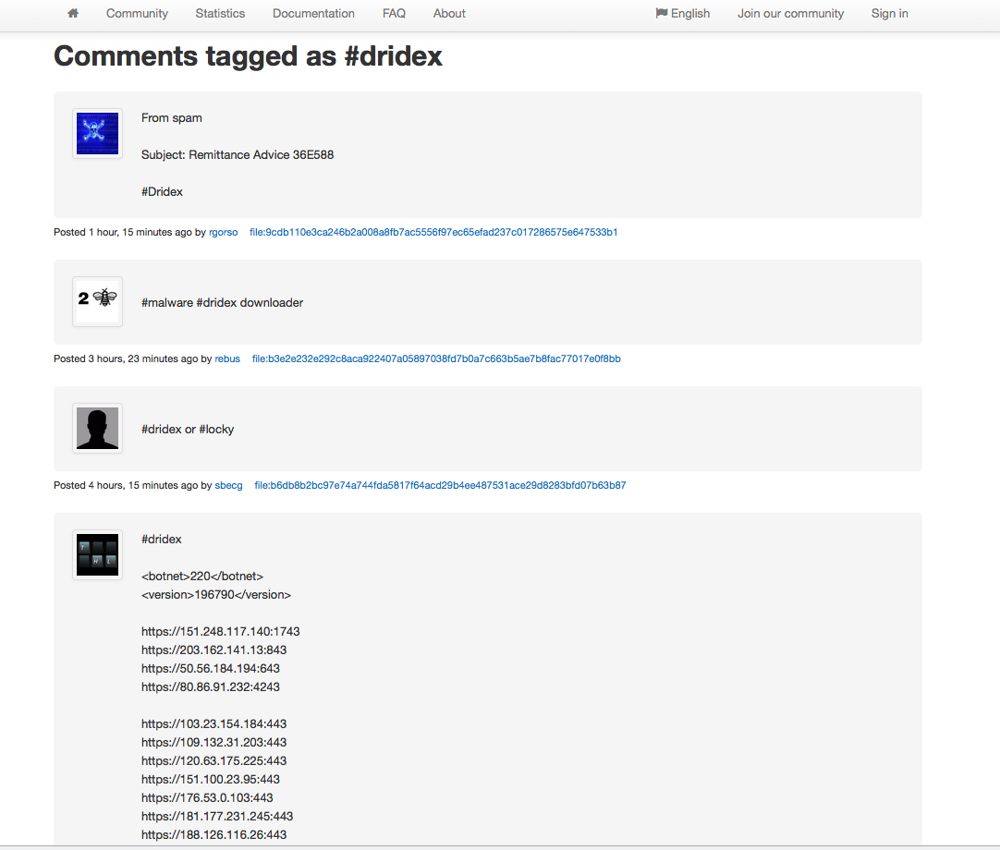 Community Statistics Documentation FAQ About English Join our community Sign in
Comments tagged as #dridex
From spam
Subject: Remittance Advice 36E588
#Dridex
Posted 1 hour, 15 minutes ago by rgorso file:9cdb110e3ca246b2a008a8fb7ac5556f97ec65efad237c017286575e647533b1
2
#malware #dridex downloader
Posted 3 hours, 23 minutes ago by rebus file:b3e2e232e292c8aca922407a05897038fd7b0a7c663b5ae7b8fac77017e0f8bb
#dridex or #locky
Posted 4 hours, 15 minutes ago by sbecg file:b6db8b2bc97e74a744fda5817f64acd29b4ee487531ace29d8283bfd07b63b87
T
H L
#dridex
<botnet>220</botnet>
<version>196790</version>
https://151.248.117.140:1743
https://203.162.141.13:843
https://50.56.184.194:643
https://80.86.91.232:4243
https://103.23.154.184:443
https://109.132.31.203:443
https://120.63.175.225:443
https://151.100.23.95:443
https://176.53.0.103:443
https://181.177.231.245:443
https://188.126.116.26:443